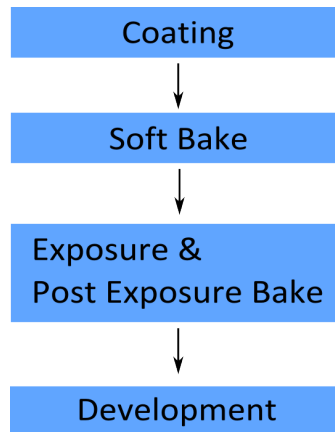 Coating
Soft Bake
Exposure &
Post Exposure Bake
Development